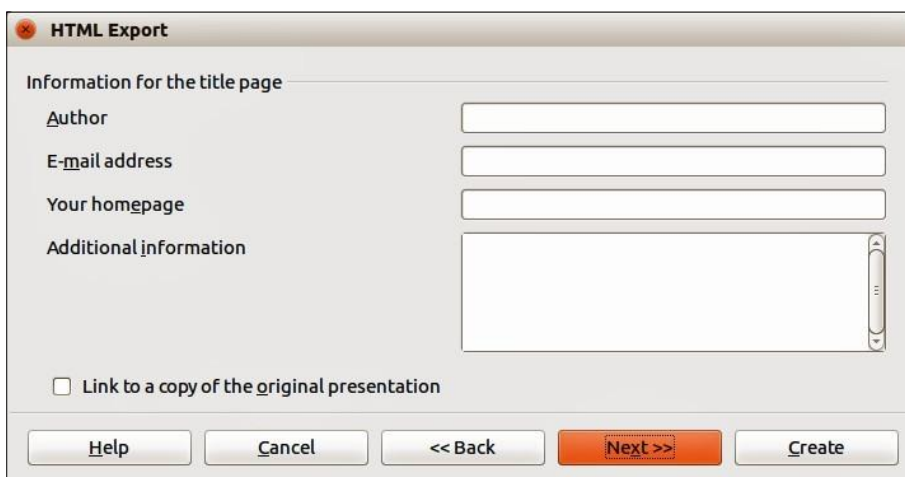 HTML Export
Information for the title page
Author
E-mail address
Your homepage
Additional information
Link to a copy of the original presentation
Help Cancel << Back Next >> Create